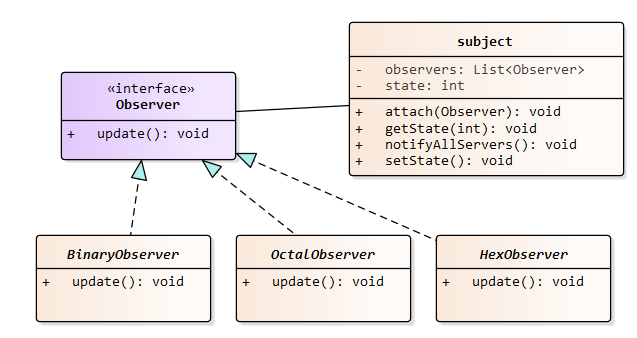 «interface»
Observer
+ update(): void
subject
- observers: List<Observer>
- state: int
+ attach(Observer): void
+ getState(int): void
+ notifyAllServers(): void
+ setState(): void
BinaryObserver
+ update(): void
OctalObserver
+ update(): void
HexObserver
+ update(): void